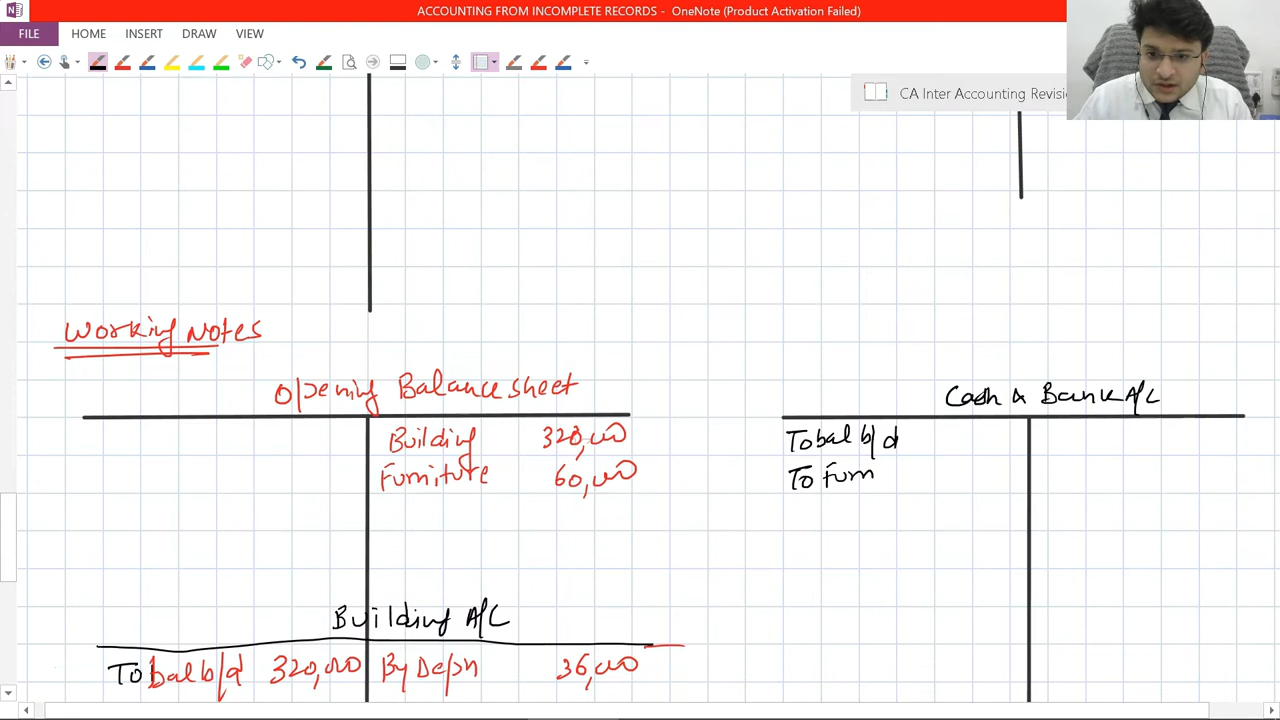 ACCOUNTING FROM INCOMPLETE RECORDS - OneNote (Product Activation Failed)
FILE HOME INSERT DRAW VIEW
CA Inter Accounting Revisi
Working Notes
Opening Balance sheet
Building 320,000
Furniture 60,000
Cash & Bank A/C
To bal b/d
To Furn
Building A/C
To bal b/d 320,000 By Depn 36,000